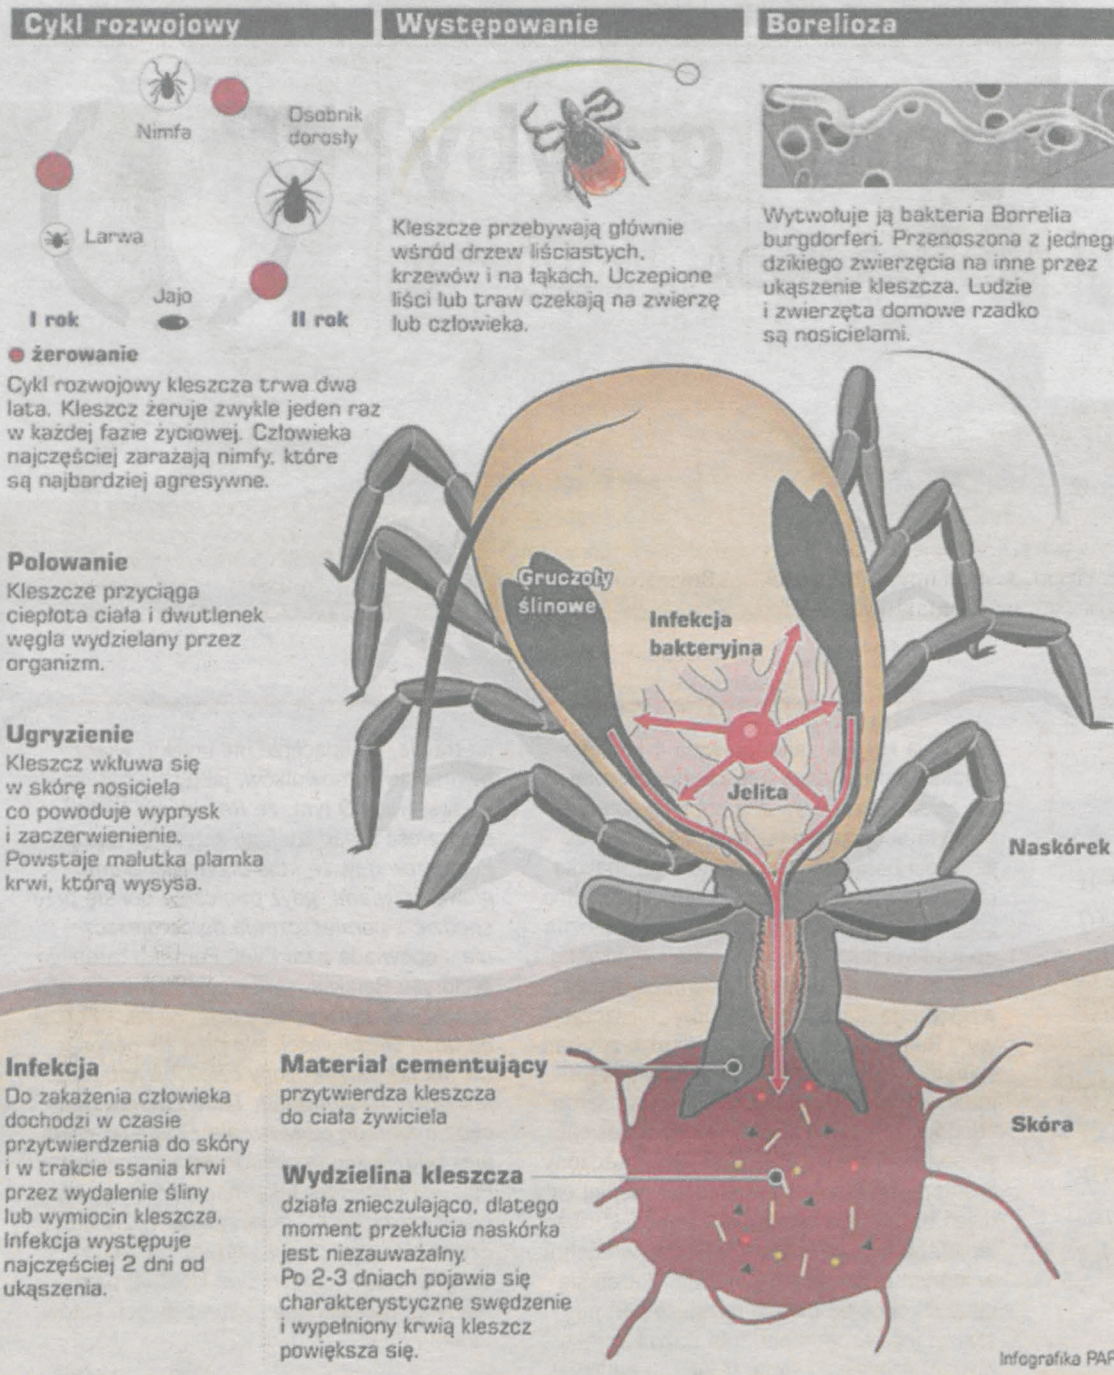 Cykl rozwojowy
Nimfa
Osobnik
dorosły
Larwa
Jajo
I rok
II rok
żerowanie
Cykl rozwojowy kleszcza trwa dwa
lata. Kleszcz żeruje zwykle jeden raz
w każdej fazie życiowej. Człowieka
najczęściej zarażają nimfy, które
są najbardziej agresywne.
Występowanie
Kleszcze przebywają głównie
wśród drzew liściastych,
krzewów i na łąkach. Uczepione
liści lub traw czekają na zwierzę
lub człowieka.
Borelioza
Wytwołuje ją bakteria Borrelia
burgdorferi. Przenoszona z jedneg
dzikiego zwierzęcia na inne przez
ukąszenie kleszcza. Ludzie
i zwierzęta domowe rzadko
są nosicielami.
Polowanie
Kleszcze przyciąga
ciepłota ciała i dwutlenek
węgla wydzielany przez
organizm.
Ugryzienie
Kleszcz wkłuwa się
w skórę nosiciela
co powoduje wyprysk
i zaczerwienienie.
Powstaje malutka plamka
krwi, którą wysysa.
Gruczoły
ślinowe
Infekcja
bakteryjna
Jelita
Naskórek
Infekcja
Do zakażenia człowieka
dochodzi w czasie
przytwierdzenia do skóry
i w trakcie ssania krwi
przez wydalenie śliny
lub wymiocin kleszcza.
Infekcja występuje
najczęściej 2 dni od
ukąszenia.
Materiał cementujący
przytwierdza kleszcza
do ciała żywiciela
Wydzielina kleszcza
działa znieczulająco, dlatego
moment przekłucia naskórka
jest niezauważalny.
Po 2-3 dniach pojawia się
charakterystyczne swędzenie
i wypełniony krwią kleszcz
powiększa się.
Skóra
Infografika PAP